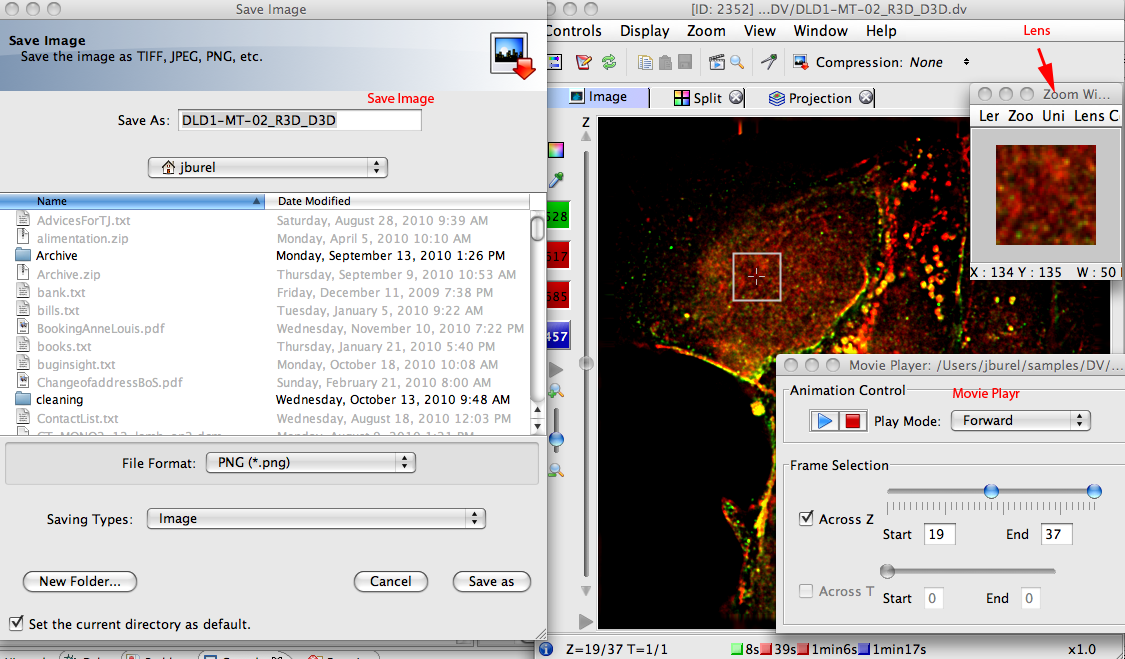 Save Image
Save Image
Save the image as TIFF, JPEG, PNG, etc.
Save Image
Save As: DLD1-MT-02_R3D_D3D
jburel
Name Date Modified
AdvicesForTJ.txt Saturday, August 28, 2010 9:39 AM
alimentation.zip Monday, April 5, 2010 10:10 AM
Archive Monday, September 13, 2010 1:26 PM
Archive.zip Thursday, September 9, 2010 10:53 AM
bank.txt Friday, December 11, 2009 7:38 PM
bills.txt Tuesday, January 5, 2010 9:22 AM
BookingAnneLouis.pdf Wednesday, November 10, 2010 7:22 PM
books.txt Thursday, January 21, 2010 5:40 PM
buginsight.txt Monday, October 18, 2010 10:08 AM
ChangeofaddressBoS.pdf Sunday, February 21, 2010 8:00 AM
cleaning Wednesday, October 13, 2010 9:48 AM
ContactList.txt Wednesday, August 18, 2010 12:03 PM
File Format: PNG (*.png)
Saving Types: Image
New Folder... Cancel Save as
Set the current directory as default.
[ID: 2352] ...DV/DLD1-MT-02_R3D_D3D.dv
Controls Display Zoom View Window Help
Lens
Compression: None
Image Split Projection
Z
528
617
685
457
Zoom Wi...
Ler Zoo Uni Lens C
X : 134 Y : 135 W : 50
Movie Player: /Users/jburel/samples/DV/...
Animation Control
Movie Playr
Play Mode: Forward
Frame Selection
Across Z
Start 19 End 37
Across T
Start 0 End 0
Z=19/37 T=1/1 8s 39s 1min6s 1min17s x1.0